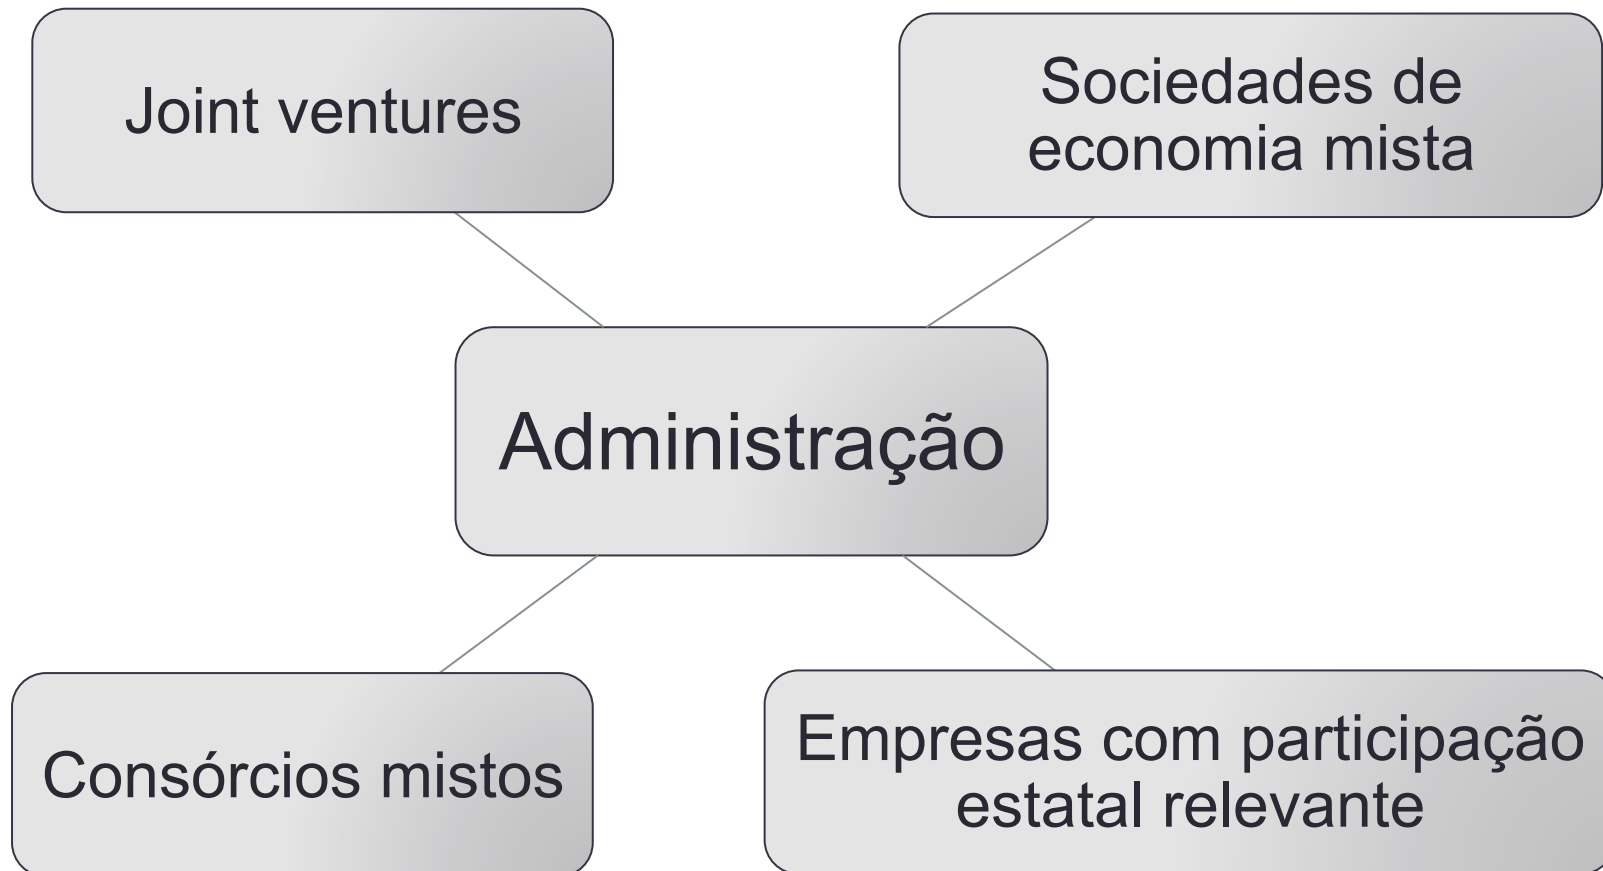 Joint ventures
Sociedades de
economia mista
Administração
Consórcios mistos
Empresas com participação
estatal relevante